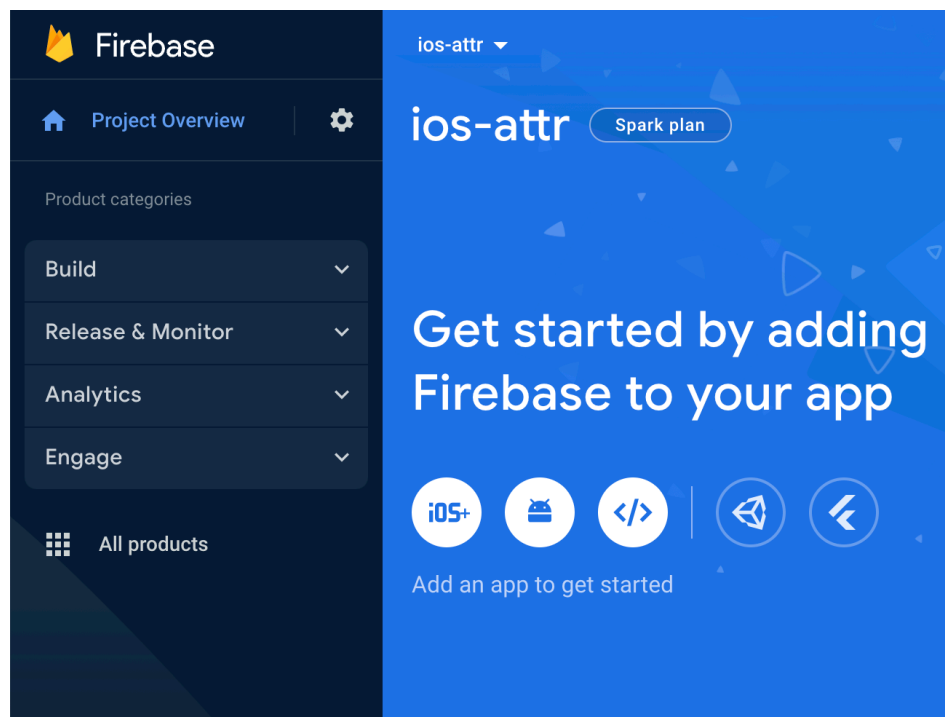 Firebase
Project Overview
Product categories
Build
Release & Monitor
Analytics
Engage
All products
ios-attr
ios-attr
Spark plan
Get started by adding
Firebase to your app
iOS+
</>
Add an app to get started